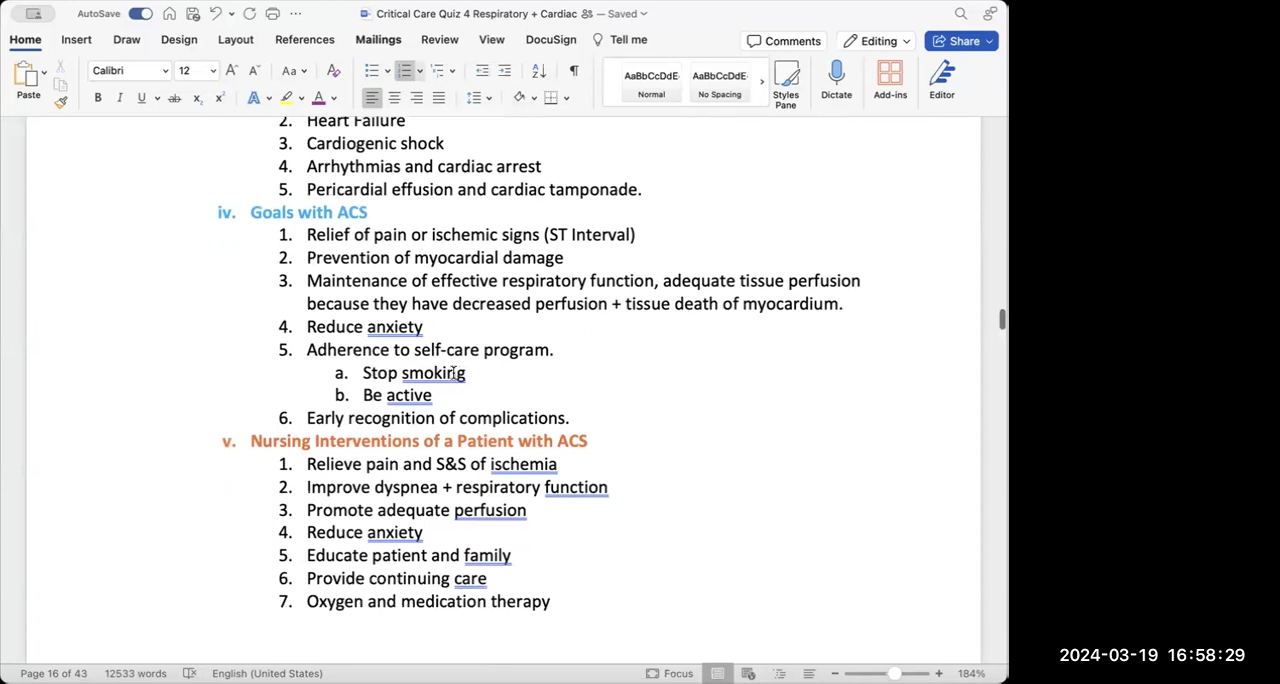 AutoSave
Critical Care Quiz 4 Respiratory + Cardiac — Saved
Home Insert Draw Design Layout References Mailings Review View DocuSign Tell me
Comments Editing Share
Paste
Calibri 12
Aa
B I U ab x₂ x² A A
AaBbCcDdE AaBbCcDdE
Normal No Spacing
Styles Pane
Dictate
Add-ins
Editor
2. Heart Failure
3. Cardiogenic shock
4. Arrhythmias and cardiac arrest
5. Pericardial effusion and cardiac tamponade.
iv. Goals with ACS
1. Relief of pain or ischemic signs (ST Interval)
2. Prevention of myocardial damage
3. Maintenance of effective respiratory function, adequate tissue perfusion
because they have decreased perfusion + tissue death of myocardium.
4. Reduce anxiety
5. Adherence to self-care program.
a. Stop smoking
b. Be active
6. Early recognition of complications.
v. Nursing Interventions of a Patient with ACS
1. Relieve pain and S&S of ischemia
2. Improve dyspnea + respiratory function
3. Promote adequate perfusion
4. Reduce anxiety
5. Educate patient and family
6. Provide continuing care
7. Oxygen and medication therapy
Page 16 of 43 12533 words English (United States) Focus 184%
2024-03-19 16:58:29